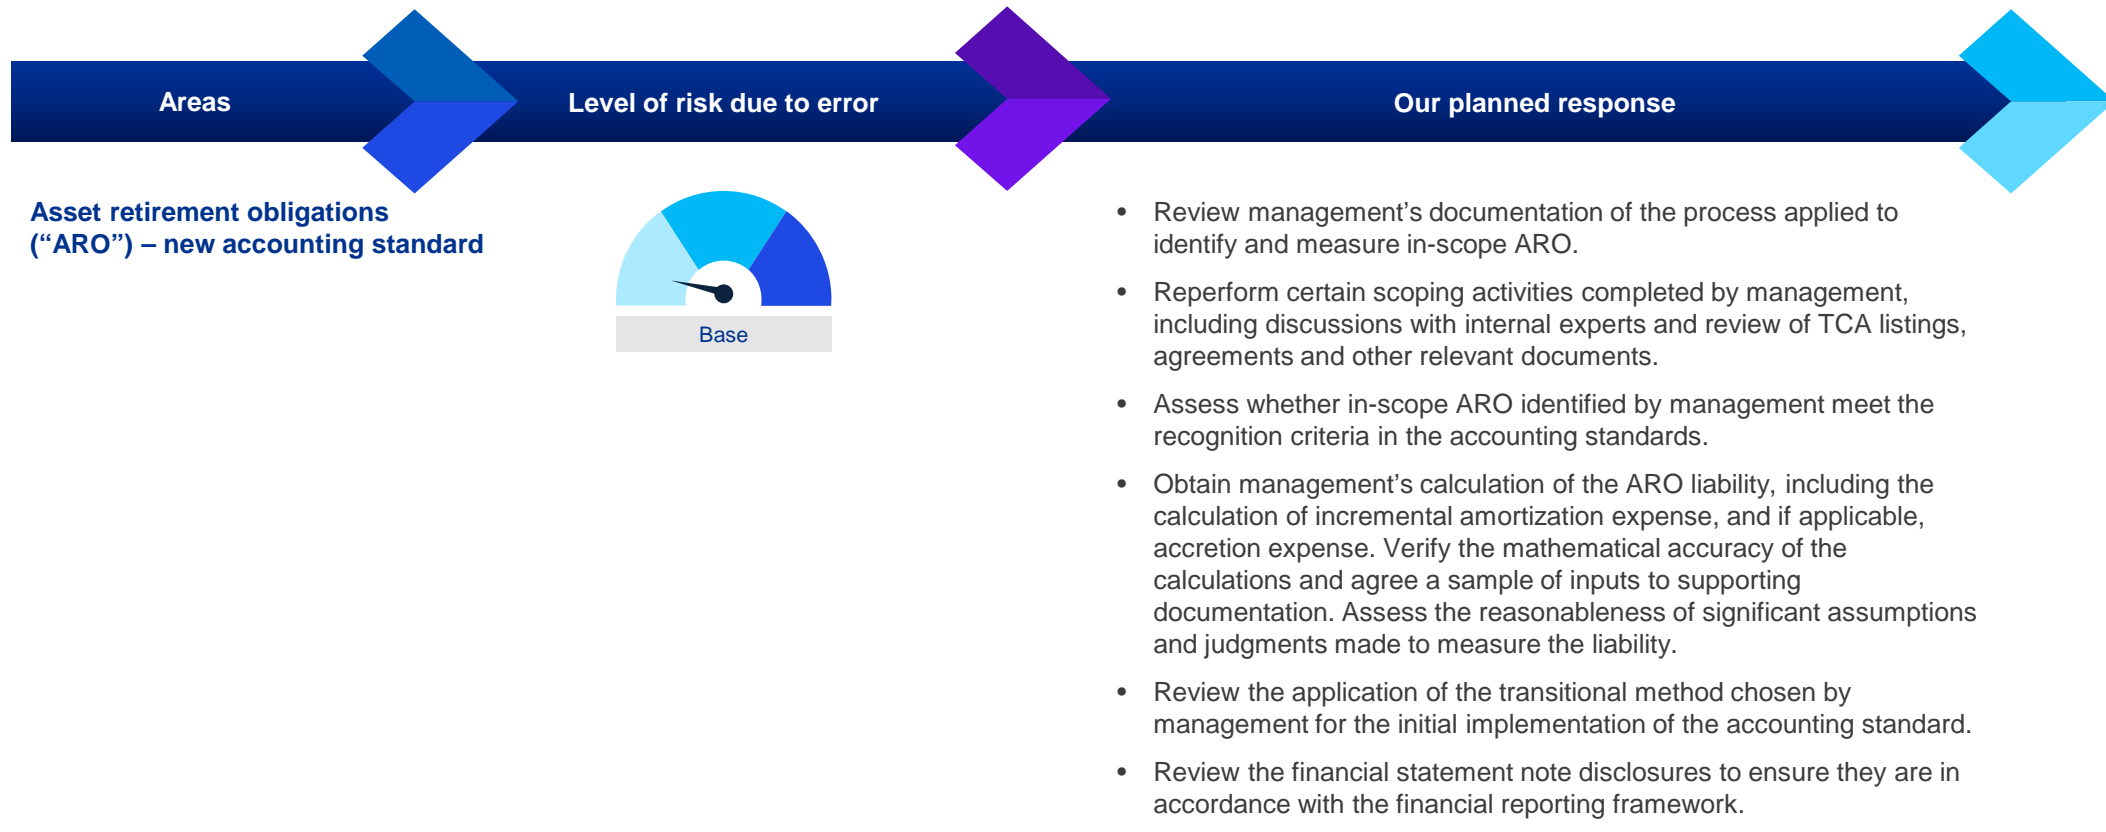 Areas
Level of risk due to error
Our planned response
Asset retirement obligations
(“ARO”) – new accounting standard
Base
• Review management’s documentation of the process applied to
identify and measure in-scope ARO.
• Reperform certain scoping activities completed by management,
including discussions with internal experts and review of TCA listings,
agreements and other relevant documents.
• Assess whether in-scope ARO identified by management meet the
recognition criteria in the accounting standards.
• Obtain management’s calculation of the ARO liability, including the
calculation of incremental amortization expense, and if applicable,
accretion expense. Verify the mathematical accuracy of the
calculations and agree a sample of inputs to supporting
documentation. Assess the reasonableness of significant assumptions
and judgments made to measure the liability.
• Review the application of the transitional method chosen by
management for the initial implementation of the accounting standard.
• Review the financial statement note disclosures to ensure they are in
accordance with the financial reporting framework.